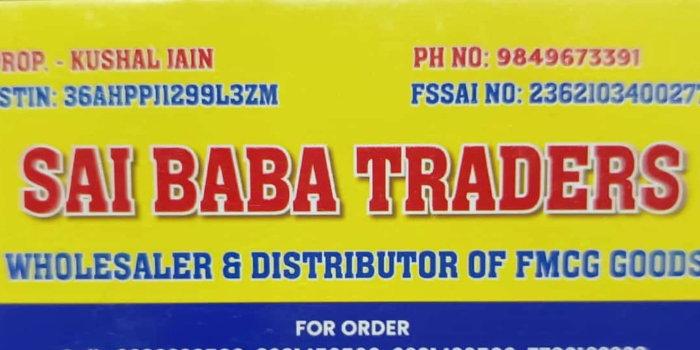 ROP. - KUSHAL JAIN
PH NO: 9849673391
STIN: 36AHPPJ1299L3ZM
FSSAI NO: 23621034002
SAI BABA TRADERS
WHOLESALER & DISTRIBUTOR OF FMCG GOODS
FOR ORDER